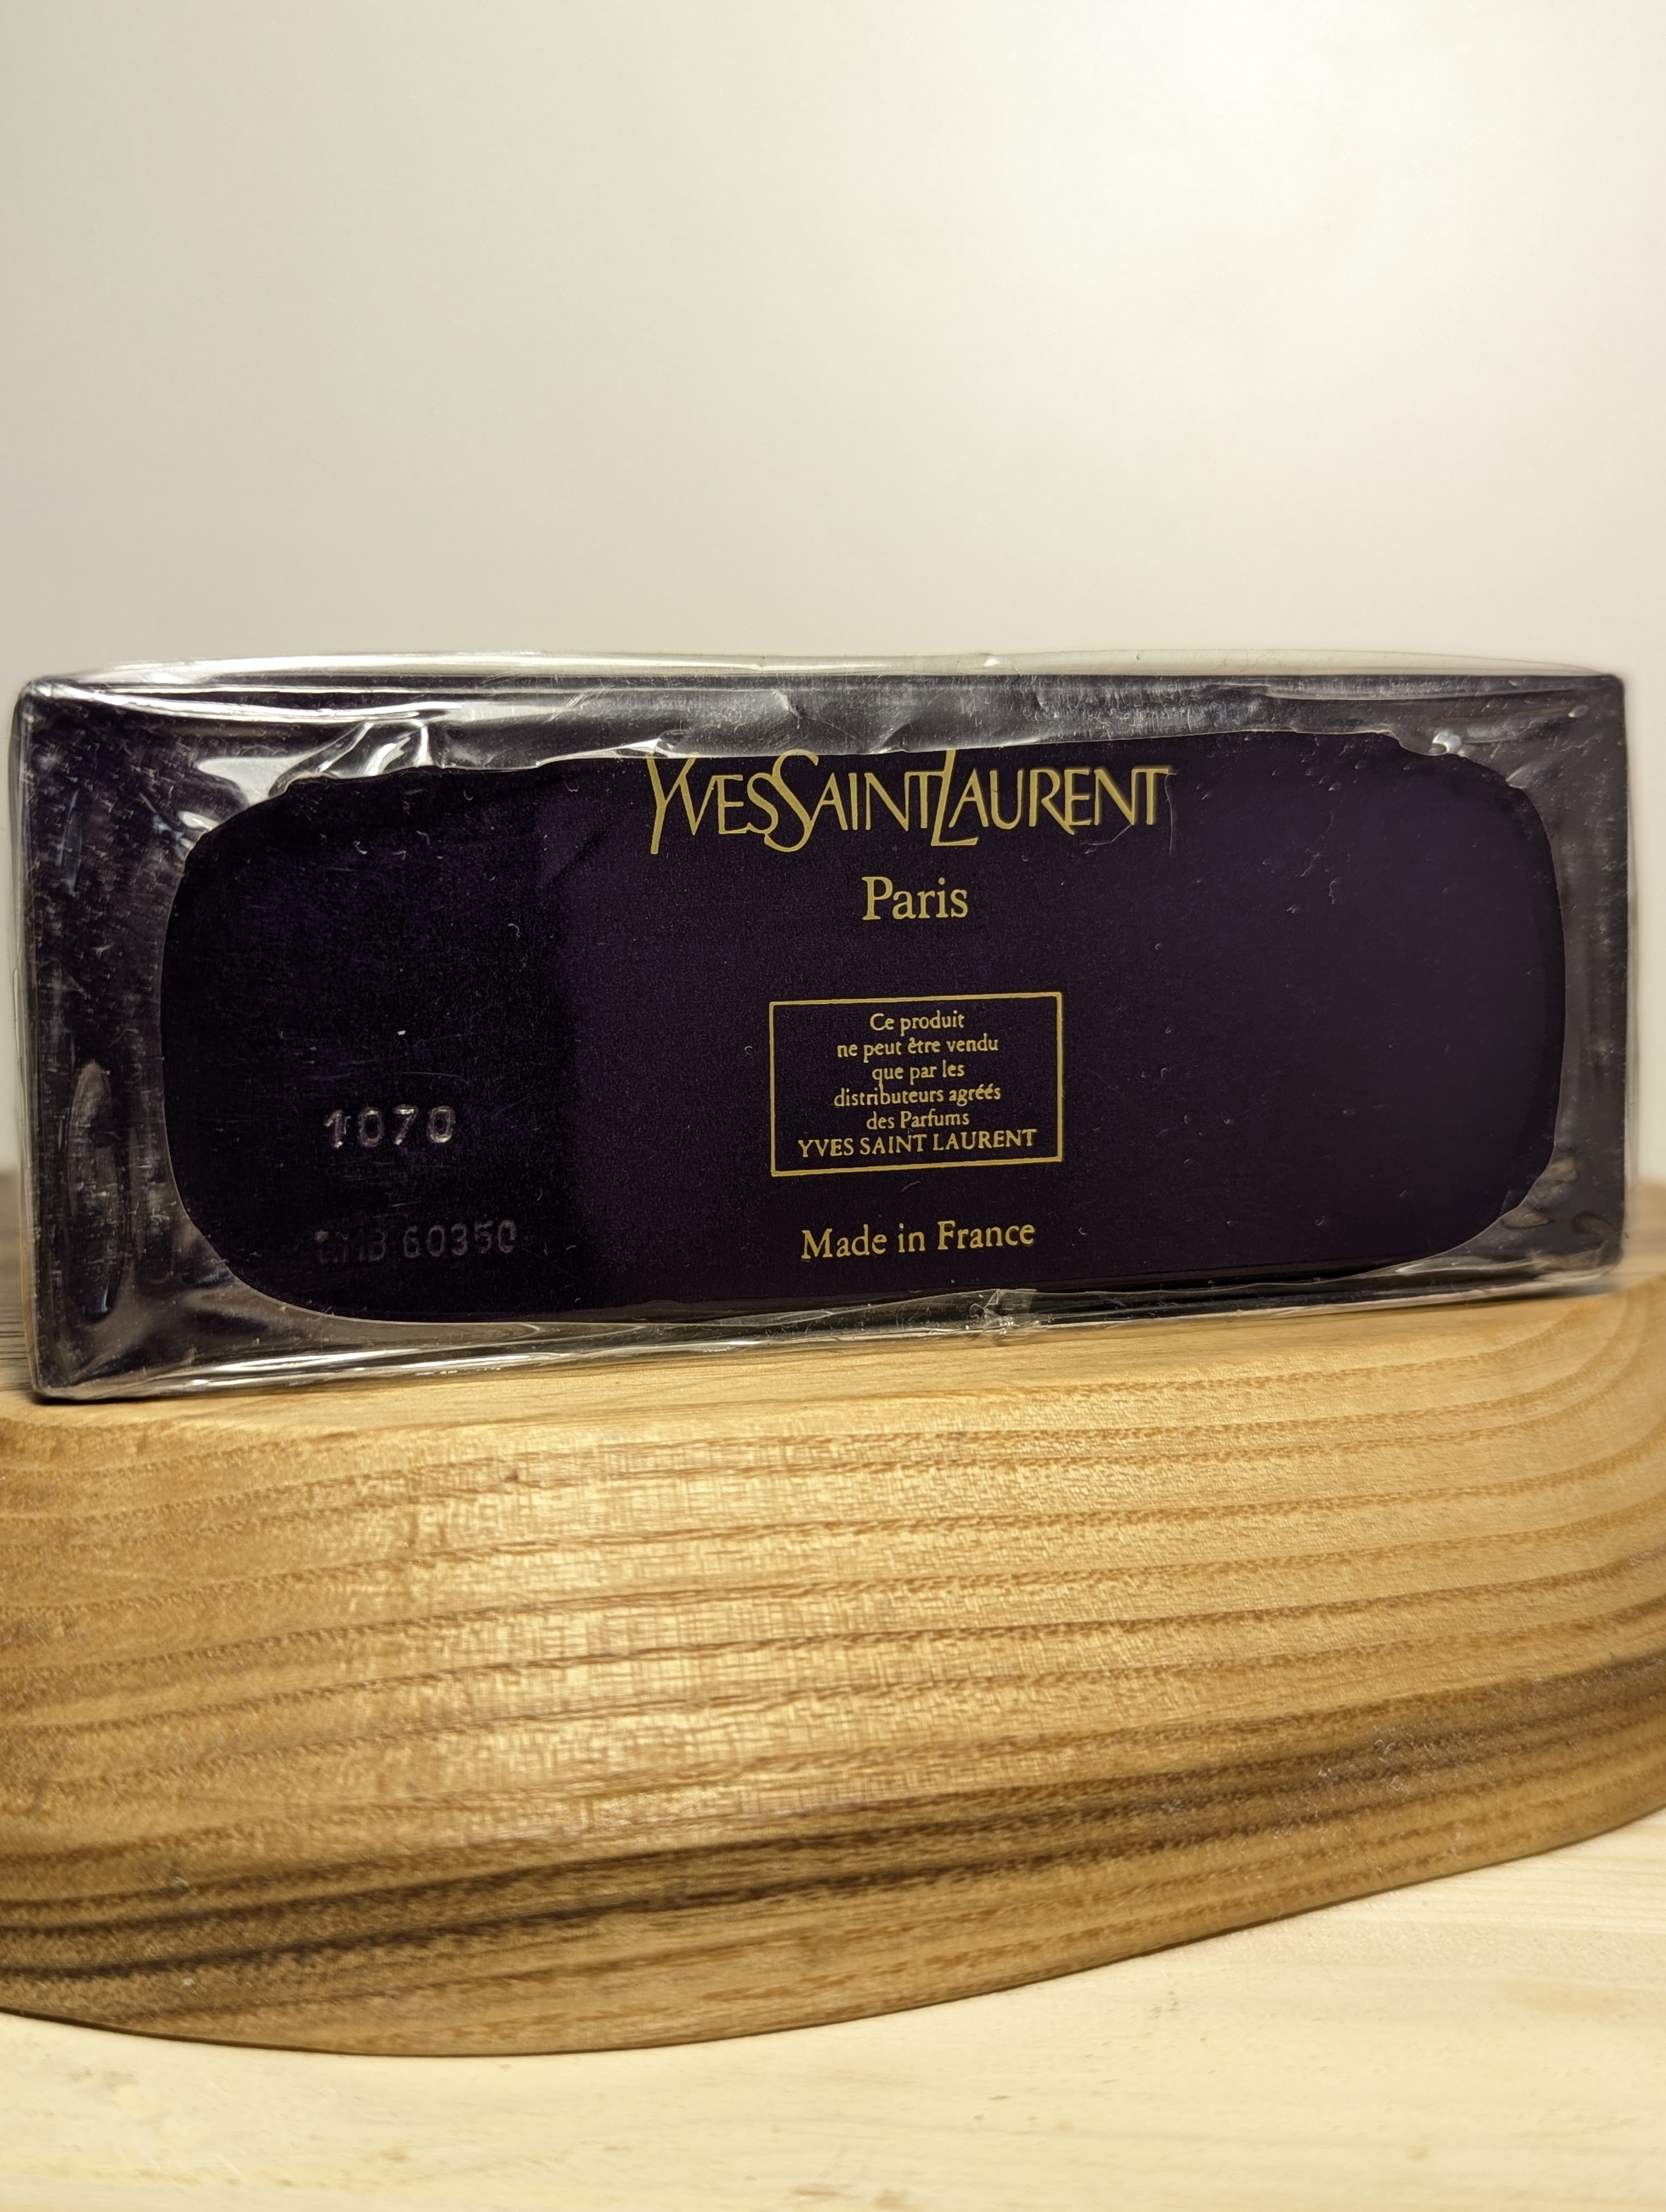 YVESSAINTLAURENT
Paris
Ce produit
ne peut être vendu
que par les
distributeurs agréés
des Parfums
YVES SAINT LAURENT
1070
60350
Made in France